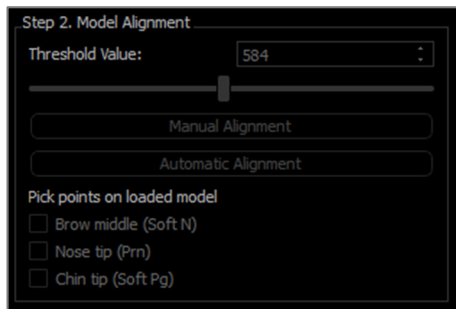 Step 2. Model Alignment
Threshold Value: 584
Manual Alignment
Automatic Alignment
Pick points on loaded model
Brow middle (Soft N)
Nose tip (Prn)
Chin tip (Soft Pg)